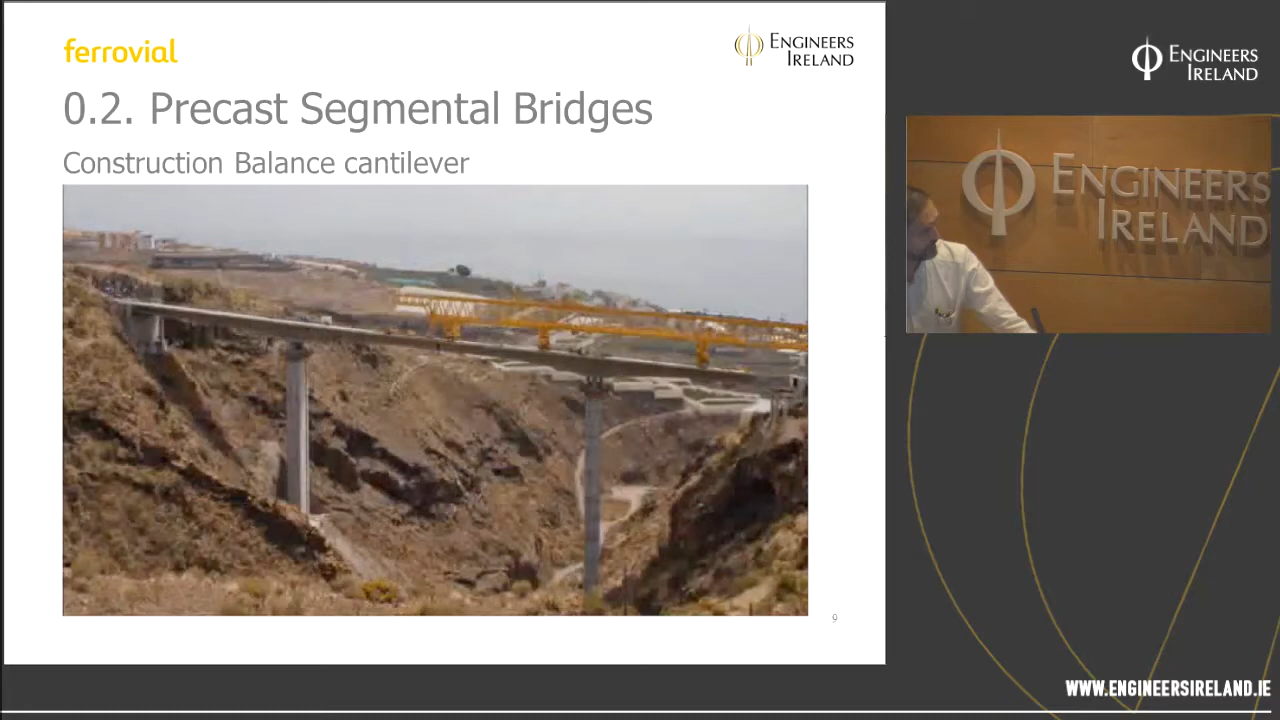 ferrovial
ENGINEERS
IRELAND
0.2. Precast Segmental Bridges
Construction Balance cantilever
9
ENGINEERS
IRELAND
ENGINEERS
IRELAND
WWW.ENGINEERSIRELAND.IE